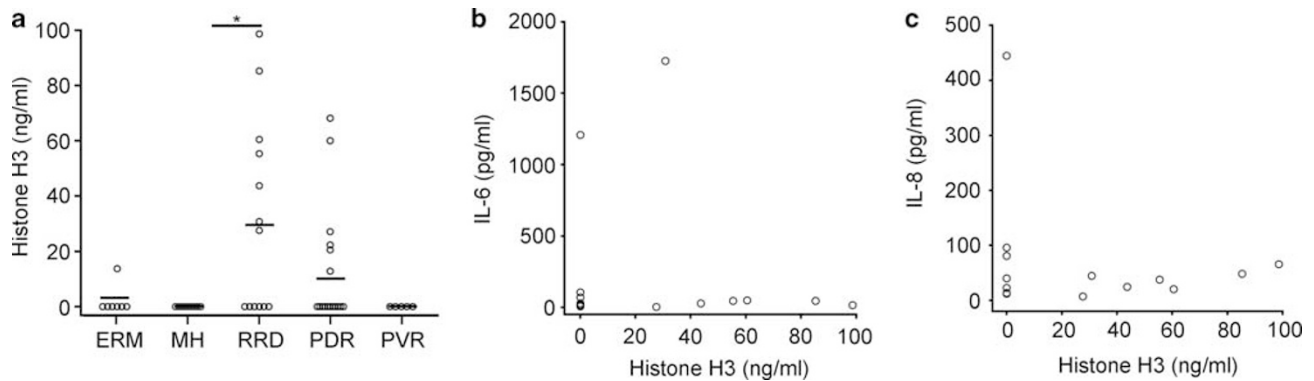 a
*
Histone H3 (ng/ml)
100
80
60
40
20
0
ERM MH RRD PDR PVR
b
IL-6 (pg/ml)
2000
1500
1000
500
0
0 20 40 60 80 100
Histone H3 (ng/ml)
c
IL-8 (pg/ml)
500
400
300
200
100
0
0 20 40 60 80 100
Histone H3 (ng/ml)